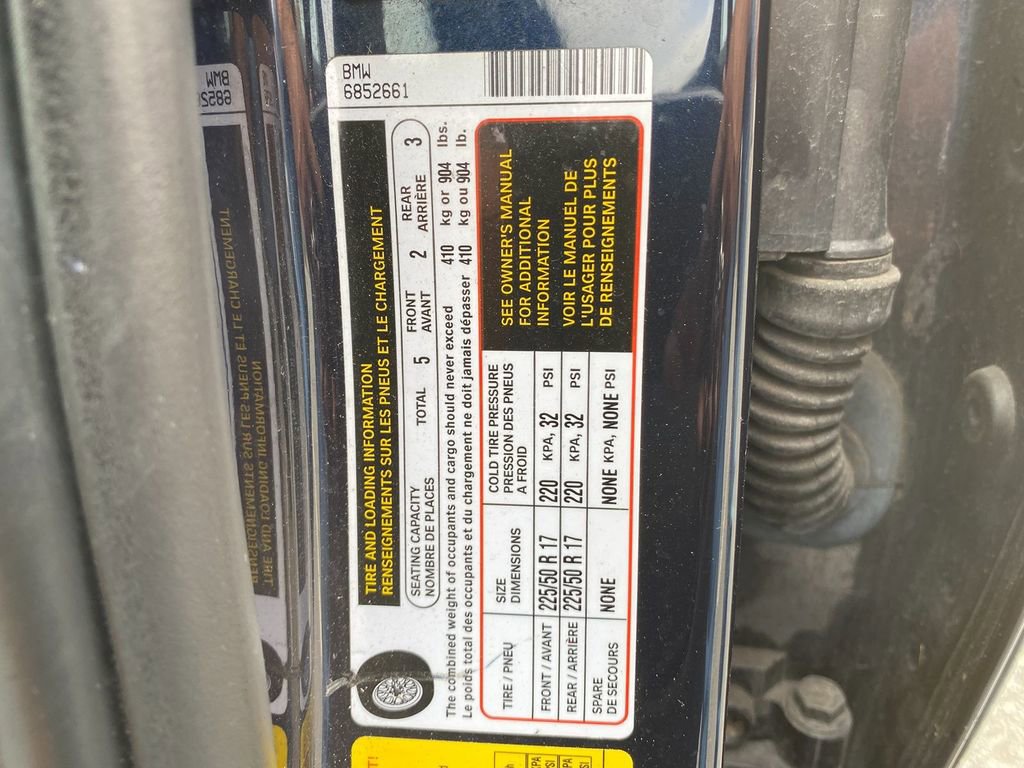 BMW
6852661
TIRE AND LOADING INFORMATION
RENSEIGNEMENTS SUR LES PNEUS ET LE CHARGEMENT
SEATING CAPACITY
NOMBRE DE PLACES
TOTAL 5
FRONT
AVANT 2
REAR
ARRIÈRE 3
The combined weight of occupants and cargo should never exceed 410 kg or 904 lbs.
Le poids total des occupants et du chargement ne doit jamais dépasser 410 kg ou 904 lb.
TIRE / PNEU
SIZE
DIMENSIONS
COLD TIRE PRESSURE
PRESSION DES PNEUS
A FROID
FRONT / AVANT 225/50 R 17 220 KPA, 32 PSI
REAR / ARRIÈRE 225/50 R 17 220 KPA, 32 PSI
SPARE
DE SECOURS
NONE NONE KPA, NONE PSI
SEE OWNER'S MANUAL
FOR ADDITIONAL
INFORMATION
VOIR LE MANUEL DE
L'USAGER POUR PLUS
DE RENSEIGNEMENTS